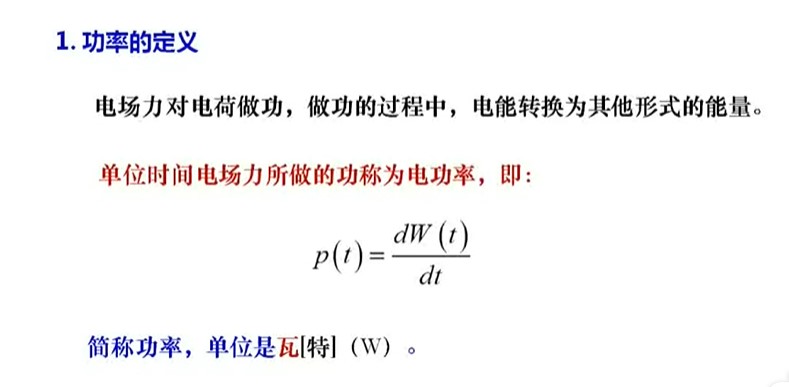 1. 功率的定义
电场力对电荷做功，做功的过程中，电能转换为其他形式的能量。
单位时间电场力所做的功称为电功率，即：
p(t)=dW(t)/dt
简称功率，单位是瓦[特]（W）。